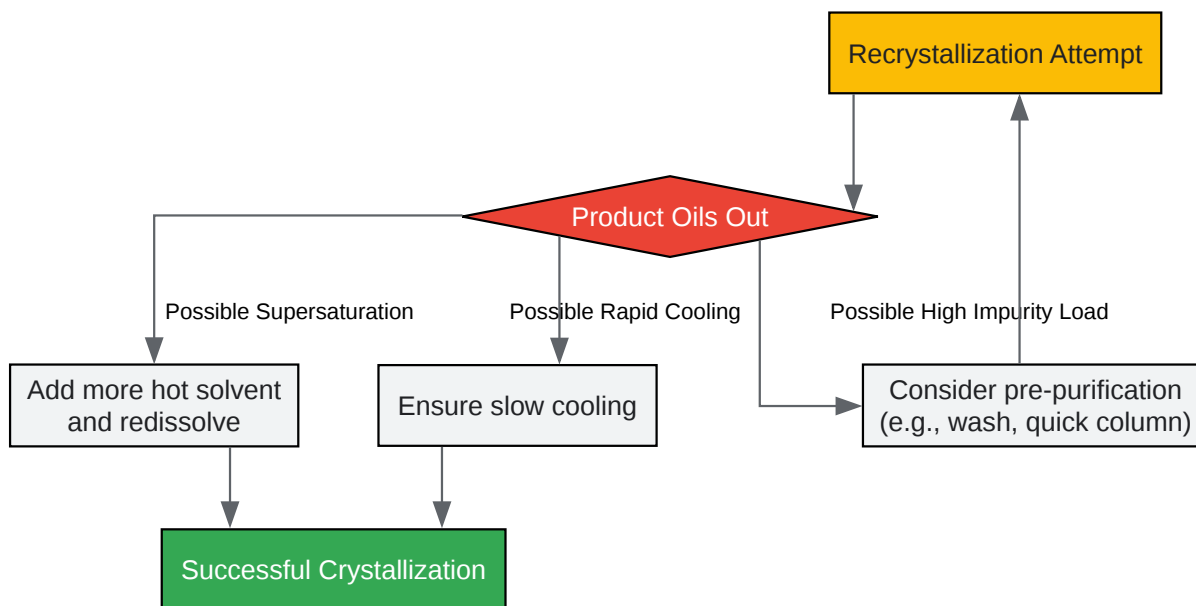 Recrystallization Attempt
Product Oils Out
Possible Supersaturation
Possible Rapid Cooling
Possible High Impurity Load
Add more hot solvent
and redissolve
Ensure slow cooling
Consider pre-purification
(e.g., wash, quick column)
Successful Crystallization